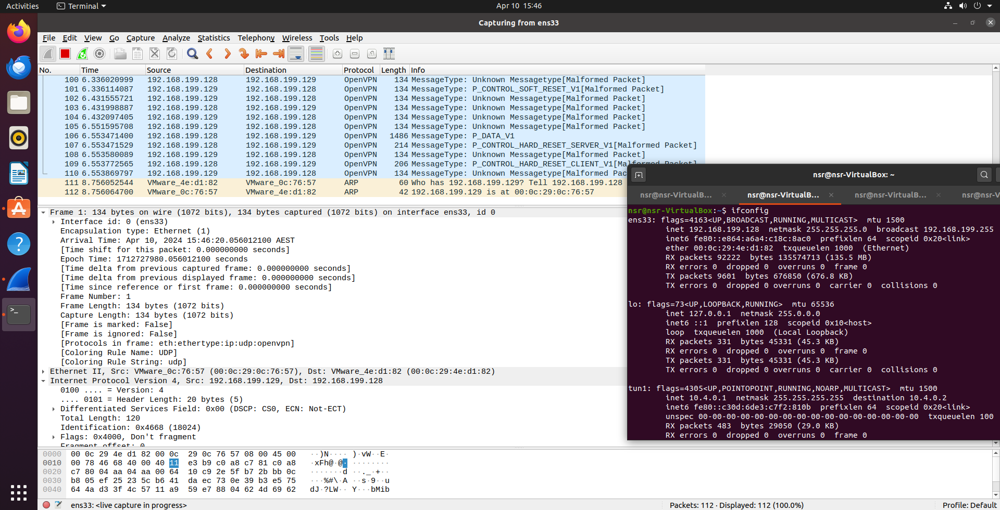 Activities Terminal Apr 10 15:46
Capturing from ens33
File Edit View Go Capture Analyze Statistics Telephony Wireless Tools Help
No. Time Source Destination Protocol Length Info
100 6.336020999 192.168.199.128 192.168.199.129 OpenVPN 134 MessageType: Unknown Messagetype[Malformed Packet]
101 6.336114087 192.168.199.129 192.168.199.128 OpenVPN 134 MessageType: P_CONTROL_SOFT_RESET_V1[Malformed Packet]
102 6.431555721 192.168.199.129 192.168.199.128 OpenVPN 134 MessageType: Unknown Messagetype[Malformed Packet]
103 6.431998887 192.168.199.128 192.168.199.129 OpenVPN 134 MessageType: Unknown Messagetype[Malformed Packet]
104 6.432097405 192.168.199.129 192.168.199.128 OpenVPN 134 MessageType: Unknown Messagetype[Malformed Packet]
105 6.551595708 192.168.199.129 192.168.199.128 OpenVPN 134 MessageType: Unknown Messagetype[Malformed Packet]
106 6.553471400 192.168.199.128 192.168.199.129 OpenVPN 1486 MessageType: P_DATA_V1
107 6.553471529 192.168.199.128 192.168.199.129 OpenVPN 214 MessageType: P_CONTROL_HARD_RESET_SERVER_V1[Malformed Packet]
108 6.553580089 192.168.199.129 192.168.199.128 OpenVPN 134 MessageType: Unknown Messagetype[Malformed Packet]
109 6.553772565 192.168.199.128 192.168.199.129 OpenVPN 206 MessageType: P_CONTROL_HARD_RESET_CLIENT_V1[Malformed Packet]
110 6.553869797 192.168.199.129 192.168.199.128 OpenVPN 134 MessageType: Unknown Messagetype[Malformed Pac
111 8.756052544 VMware_4e:d1:82 VMware_0c:76:57 ARP 60 Who has 192.168.199.129? Tell 192.168.199.128
112 8.756064700 VMware_0c:76:57 VMware_4e:d1:82 ARP 42 192.168.199.129 is at 00:0c:29:0c:76:57
Frame 1: 134 bytes on wire (1072 bits), 134 bytes captured (1072 bits) on interface ens33, id 0
Interface id: 0 (ens33)
Encapsulation type: Ethernet (1)
Arrival Time: Apr 10, 2024 15:46:20.056012100 AEST
[Time shift for this packet: 0.000000000 seconds]
Epoch Time: 1712727980.056012100 seconds
[Time delta from previous captured frame: 0.000000000 seconds]
[Time delta from previous displayed frame: 0.000000000 seconds]
[Time since reference or first frame: 0.000000000 seconds]
Frame Number: 1
Frame Length: 134 bytes (1072 bits)
Capture Length: 134 bytes (1072 bits)
[Frame is marked: False]
[Frame is ignored: False]
[Protocols in frame: eth:ethertype:ip:udp:openvpn]
[Coloring Rule Name: UDP]
[Coloring Rule String: udp]
Ethernet II, Src: VMware_0c:76:57 (00:0c:29:0c:76:57), Dst: VMware_4e:d1:82 (00:0c:29:4e:d1:82)
Internet Protocol Version 4, Src: 192.168.199.129, Dst: 192.168.199.128
0100 .... = Version: 4
.... 0101 = Header Length: 20 bytes (5)
Differentiated Services Field: 0x00 (DSCP: CS0, ECN: Not-ECT)
Total Length: 120
Identification: 0x4668 (18024)
Flags: 0x4000, Don't fragment
Fragment offset: 0
0000 00 0c 29 4e d1 82 00 0c 29 0c 76 57 08 00 45 00 ··)N···· )·vW··E·
0010 00 78 46 68 40 00 40 11 e3 b9 c0 a8 c7 81 c0 a8 ·xFh@·@· ········
0020 c7 80 04 aa 04 aa 00 64 10 c9 2e 5f b7 2b bb 0c ·······d ··._·+··
0030 b8 05 ef 25 23 5c b6 41 da ec 73 0e 39 b3 e5 75 ···%#\·A ··s·9··u
0040 64 4a d3 3f 4c 57 11 a9 59 e7 88 04 62 4d 69 62 dJ·?LW·· Y···bMib
ens33: <live capture in progress> Packets: 112 · Displayed: 112 (100.0%) Profile: Default
nsr@nsr-VirtualBox: ~
nsr@nsr-VirtualB... × nsr@nsr-VirtualB... × nsr@nsr-VirtualB... × nsr@nsr-V
nsr@nsr-VirtualBox:~$ ifconfig
ens33: flags=4163<UP,BROADCAST,RUNNING,MULTICAST> mtu 1500
inet 192.168.199.128 netmask 255.255.255.0 broadcast 192.168.199.255
inet6 fe80::e864:a6a4:c18c:8ac0 prefixlen 64 scopeid 0x20<link>
ether 00:0c:29:4e:d1:82 txqueuelen 1000 (Ethernet)
RX packets 92222 bytes 135574713 (135.5 MB)
RX errors 0 dropped 0 overruns 0 frame 0
TX packets 9601 bytes 676850 (676.8 KB)
TX errors 0 dropped 0 overruns 0 carrier 0 collisions 0
lo: flags=73<UP,LOOPBACK,RUNNING> mtu 65536
inet 127.0.0.1 netmask 255.0.0.0
inet6 ::1 prefixlen 128 scopeid 0x10<host>
loop txqueuelen 1000 (Local Loopback)
RX packets 331 bytes 45331 (45.3 KB)
RX errors 0 dropped 0 overruns 0 frame 0
TX packets 331 bytes 45331 (45.3 KB)
TX errors 0 dropped 0 overruns 0 carrier 0 collisions 0
tun1: flags=4305<UP,POINTOPOINT,RUNNING,NOARP,MULTICAST> mtu 1500
inet 10.4.0.1 netmask 255.255.255.255 destination 10.4.0.2
inet6 fe80::c30d:6de3:c7f2:810b prefixlen 64 scopeid 0x20<link>
unspec 00-00-00-00-00-00-00-00-00-00-00-00-00-00-00-00 txqueuelen 100
RX packets 483 bytes 29050 (29.0 KB)
RX errors 0 dropped 0 overruns 0 frame 0